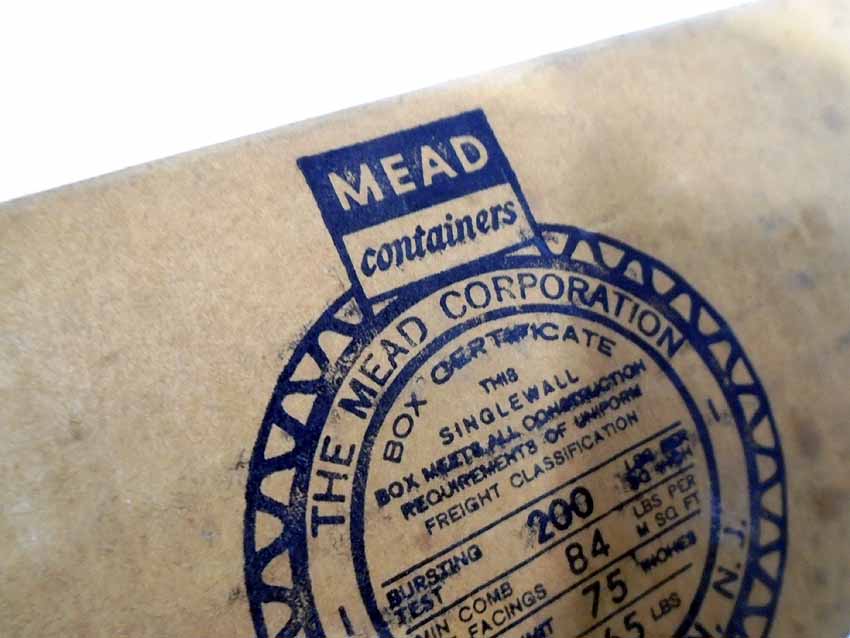 MEAD
containers
THE MEAD CORPORATION
BOX CERTIFICATE
THIS
SINGLEWALL
BOX MEETS ALL CONSTRUCTION
REQUIREMENTS OF UNIFORM
FREIGHT CLASSIFICATION
BURSTING TEST 200 LBS PER SQ INCH
MIN COMB FACINGS 84 LBS PER M SQ FT
75 INCHES
65 LBS